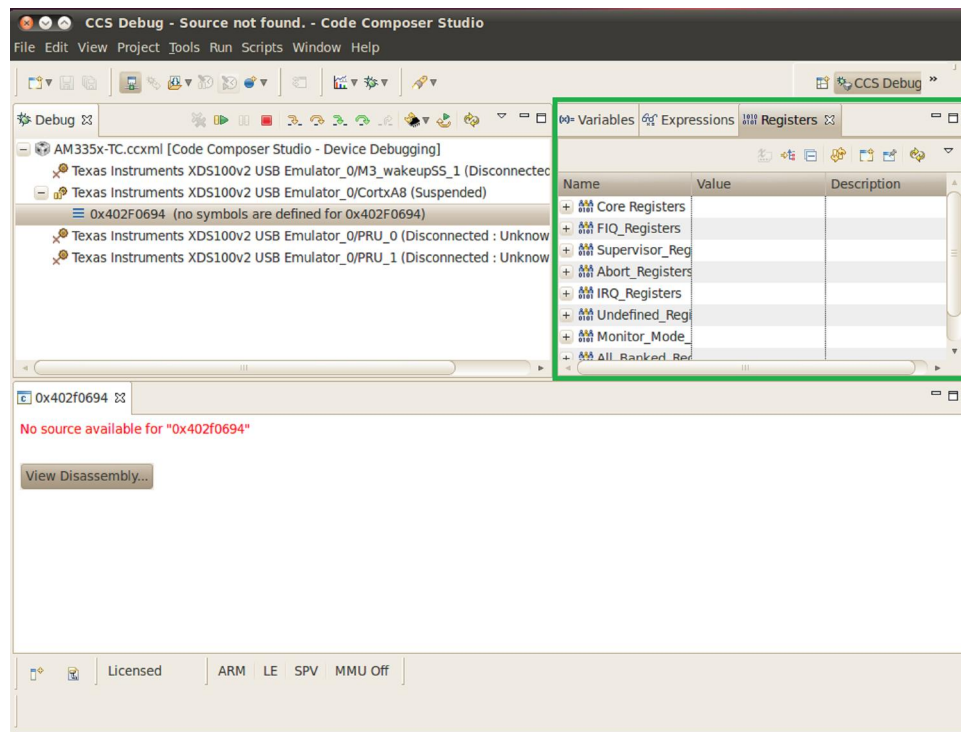 CCS Debug - Source not found. - Code Composer Studio
File Edit View Project Tools Run Scripts Window Help
CCS Debug »
Debug
AM335x-TC.ccxml [Code Composer Studio - Device Debugging]
Texas Instruments XDS100v2 USB Emulator_0/M3_wakeupSS_1 (Disconnected
Texas Instruments XDS100v2 USB Emulator_0/CortxA8 (Suspended)
0x402F0694 (no symbols are defined for 0x402F0694)
Texas Instruments XDS100v2 USB Emulator_0/PRU_0 (Disconnected : Unknow
Texas Instruments XDS100v2 USB Emulator_0/PRU_1 (Disconnected : Unknow
(x)= Variables Expressions Registers
Name Value Description
Core Registers
FIQ_Registers
Supervisor_Reg
Abort_Registers
IRQ_Registers
Undefined_Regi
Monitor_Mode_
All_Banked_Reg
0x402f0694
No source available for "0x402f0694"
View Disassembly...
Licensed ARM LE SPV MMU Off